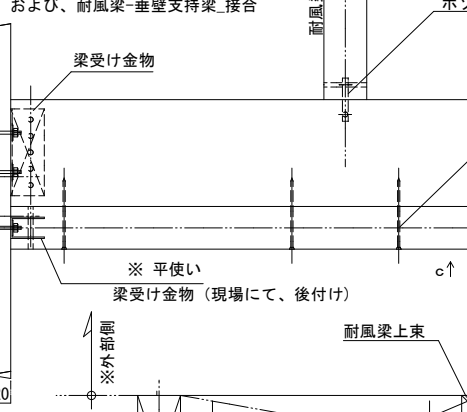 および、耐風梁-垂壁支持梁_接合
耐風
梁受け金物
※ 平使い
梁受け金物 (現場にて、後付け)
c↑
※外部側
耐風梁上束
20